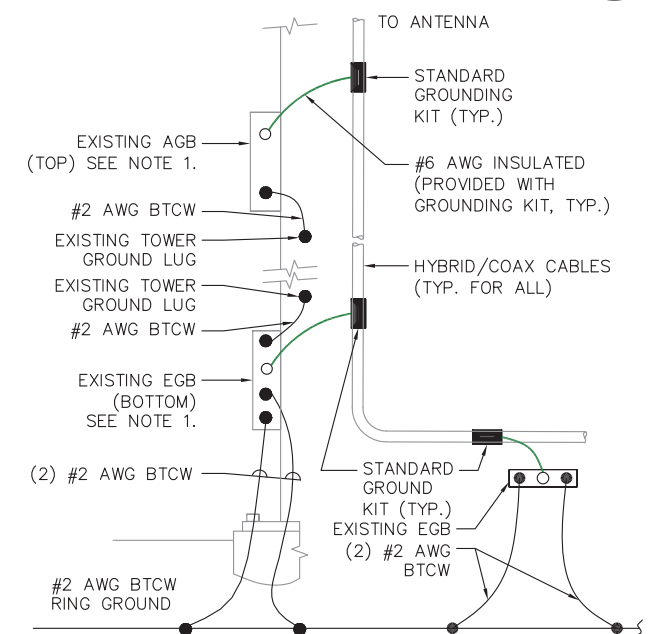 TO ANTENNA
STANDARD
GROUNDING
KIT (TYP.)
EXISTING AGB
(TOP) SEE NOTE 1.
#6 AWG INSULATED
(PROVIDED WITH
GROUNDING KIT, TYP.)
#2 AWG BTCW
EXISTING TOWER
GROUND LUG
HYBRID/COAX CABLES
(TYP. FOR ALL)
EXISTING TOWER
GROUND LUG
#2 AWG BTCW
EXISTING EGB
(BOTTOM)
SEE NOTE 1.
(2) #2 AWG BTCW
STANDARD
GROUND
KIT (TYP.)
EXISTING EGB
(2) #2 AWG
BTCW
#2 AWG BTCW
RING GROUND